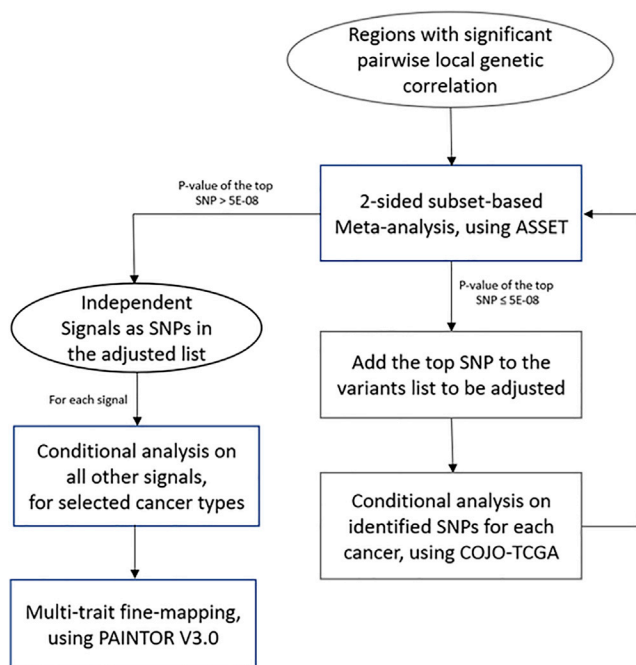 Regions with significant
pairwise local genetic
correlation
P-value of the top
SNP > 5E-08
2-sided subset-based
Meta-analysis, using ASSET
P-value of the top
SNP ≤ 5E-08
Independent
Signals as SNPs in
the adjusted list
Add the top SNP to the
variants list to be adjusted
For each signal
Conditional analysis on
all other signals,
for selected cancer types
Conditional analysis on
identified SNPs for each
cancer, using COJO-TCGA
Multi-trait fine-mapping,
using PAINTOR V3.0